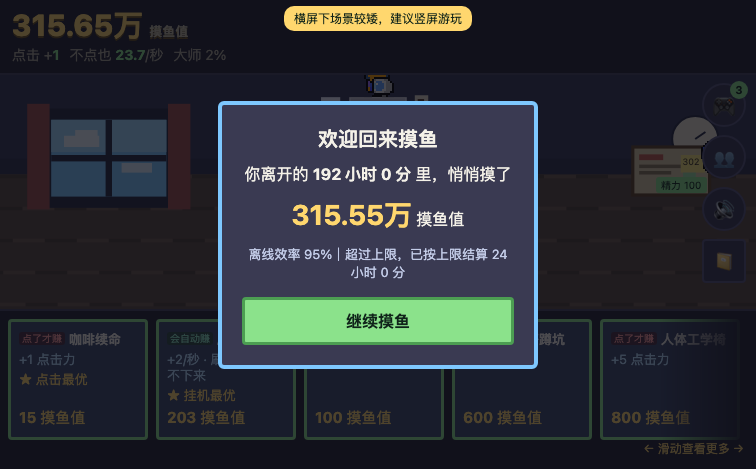 315.65万 摸鱼值
点击 +1 不点也 23.7/秒 大师 2%
横屏下场景较矮，建议竖屏游玩
3
302
精力 100
欢迎回来摸鱼
你离开的 192 小时 0 分 里，悄悄摸了
315.55万 摸鱼值
离线效率 95%｜超过上限，已按上限结算 24
小时 0 分
继续摸鱼
点了才赚 咖啡续命
+1 点击力
★ 点击最优
15 摸鱼值
会自动赚
+2/秒 ·
不下来
★ 挂机最优
203 摸鱼值
100 摸鱼值
蹲坑
600 摸鱼值
点了才赚 人体工学椅
+5 点击力
800 摸鱼值
← 滑动查看更多 →